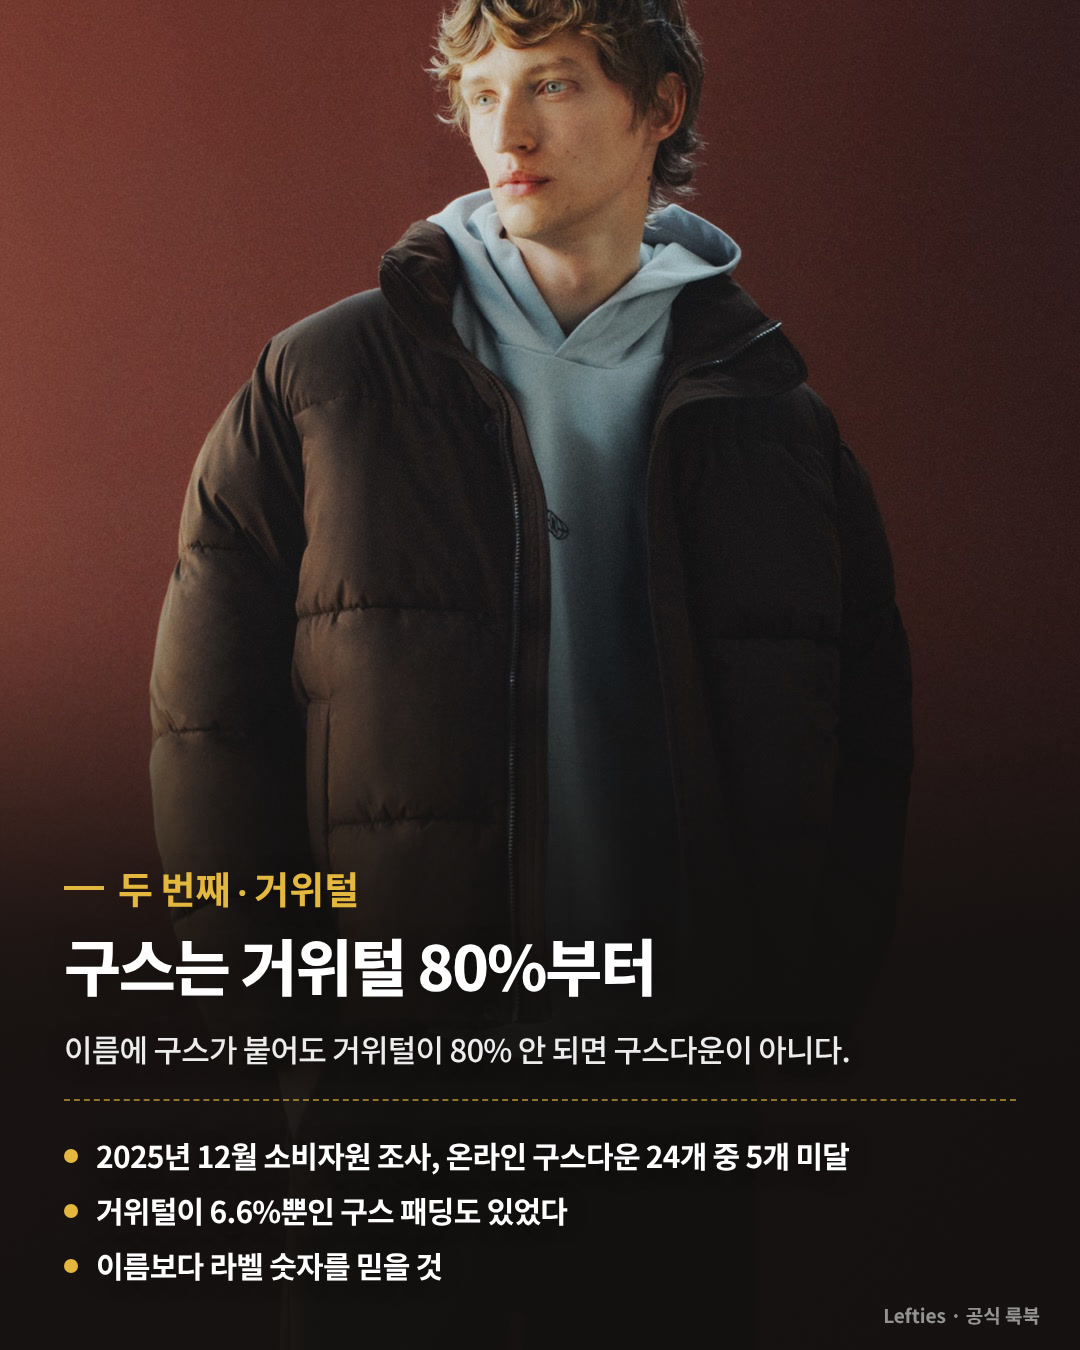 두 번째 · 거위털
구스는 거위털 80%부터
이름에 구스가 붙어도 거위털이 80% 안 되면 구스다운이 아니다.
2025년 12월 소비자원 조사, 온라인 구스다운 24개 중 5개 미달
거위털이 6.6%뿐인 구스 패딩도 있었다
이름보다 라벨 숫자를 믿을 것
Lefties · 공식 룩북